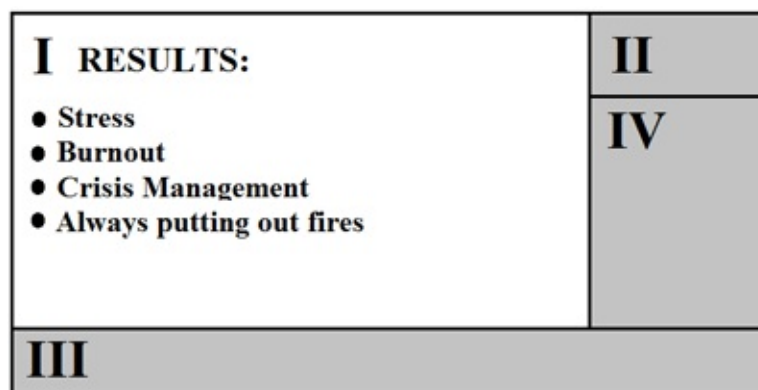 I RESULTS:
● Stress
● Burnout
● Crisis Management
● Always putting out fires
II
IV
III